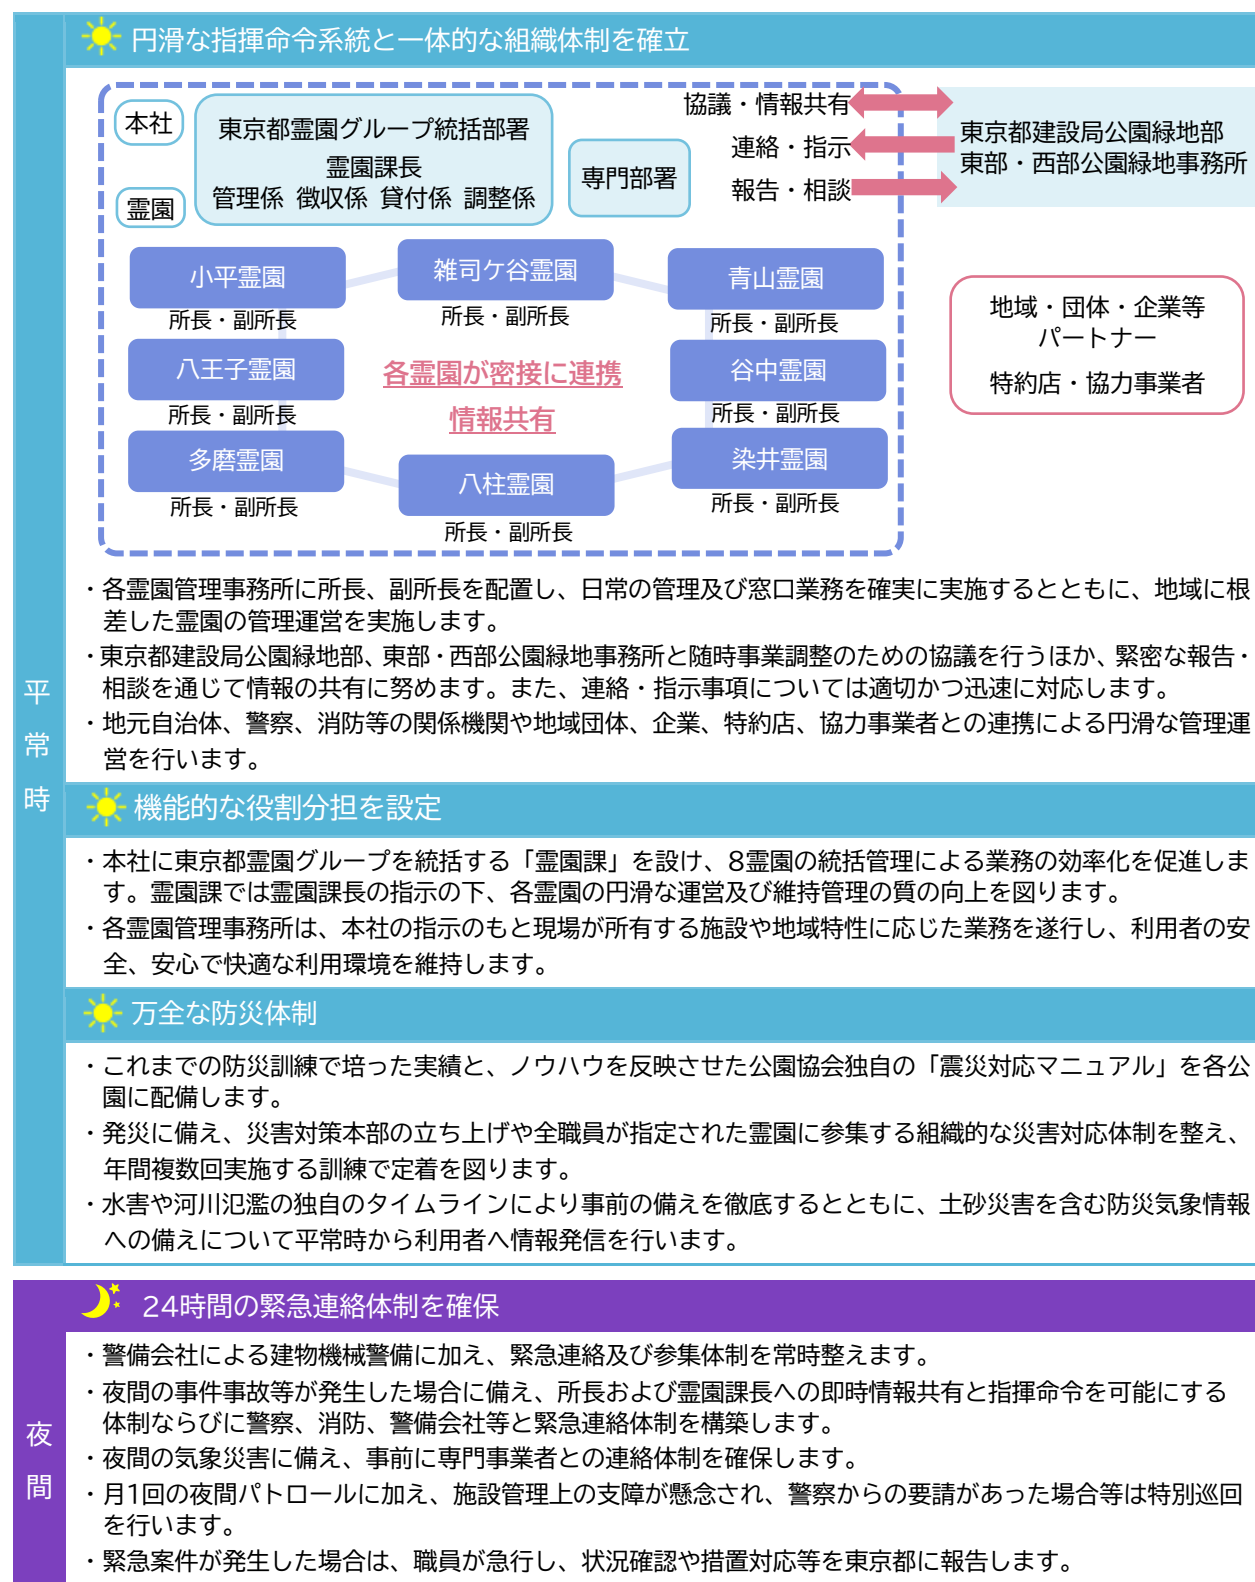 円滑な指揮命令系統と一体的な組織体制を確立
本社
東京都霊園グループ統括部署
霊園課長
管理係 徴収係 貸付係 調整係
霊園
専門部署
協議・情報共有
連絡・指示
報告・相談
東京都建設局公園緑地部
東部・西部公園緑地事務所
小平霊園
所長・副所長
雑司ケ谷霊園
所長・副所長
青山霊園
所長・副所長
八王子霊園
所長・副所長
各霊園が密接に連携
情報共有
谷中霊園
所長・副所長
多磨霊園
所長・副所長
八柱霊園
所長・副所長
染井霊園
所長・副所長
地域・団体・企業等
パートナー
特約店・協力事業者
平常時
・各霊園管理事務所に所長、副所長を配置し、日常の管理及び窓口業務を確実に実施するとともに、地域に根
差した霊園の管理運営を実施します。
・東京都建設局公園緑地部、東部・西部公園緑地事務所と随時事業調整のための協議を行うほか、緊密な報告・
相談を通じて情報の共有に努めます。また、連絡・指示事項については適切かつ迅速に対応します。
・地元自治体、警察、消防等の関係機関や地域団体、企業、特約店、協力事業者との連携による円滑な管理運
営を行います。
機能的な役割分担を設定
・本社に東京都霊園グループを統括する「霊園課」を設け、8霊園の統括管理による業務の効率化を促進しま
す。霊園課では霊園課長の指示の下、各霊園の円滑な運営及び維持管理の質の向上を図ります。
・各霊園管理事務所は、本社の指示のもと現場が所有する施設や地域特性に応じた業務を遂行し、利用者の安
全、安心で快適な利用環境を維持します。
万全な防災体制
・これまでの防災訓練で培った実績と、ノウハウを反映させた公園協会独自の「震災対応マニュアル」を各公
園に配備します。
・発災に備え、災害対策本部の立ち上げや全職員が指定された霊園に参集する組織的な災害対応体制を整え、
年間複数回実施する訓練で定着を図ります。
・水害や河川氾濫の独自のタイムラインにより事前の備えを徹底するとともに、土砂災害を含む防災気象情報
への備えについて平常時から利用者へ情報発信を行います。
夜間
24時間の緊急連絡体制を確保
・警備会社による建物機械警備に加え、緊急連絡及び参集体制を常時整えます。
・夜間の事件事故等が発生した場合に備え、所長および霊園課長への即時情報共有と指揮命令を可能にする
体制ならびに警察、消防、警備会社等と緊急連絡体制を構築します。
・夜間の気象災害に備え、事前に専門事業者との連絡体制を確保します。
・月1回の夜間パトロールに加え、施設管理上の支障が懸念され、警察からの要請があった場合等は特別巡回
を行います。
・緊急案件が発生した場合は、職員が急行し、状況確認や措置対応等を東京都に報告します。